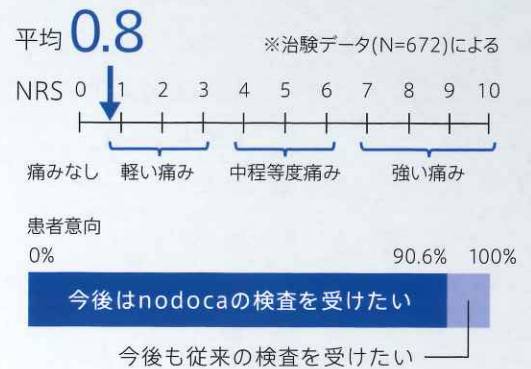 平均 0.8
※治験データ(N=672)による
NRS 0 1 2 3 4 5 6 7 8 9 10
痛みなし 軽い痛み 中程等度痛み 強い痛み
患者意向
0% 90.6% 100%
今後はnodocaの検査を受けたい
今後も従来の検査を受けたい